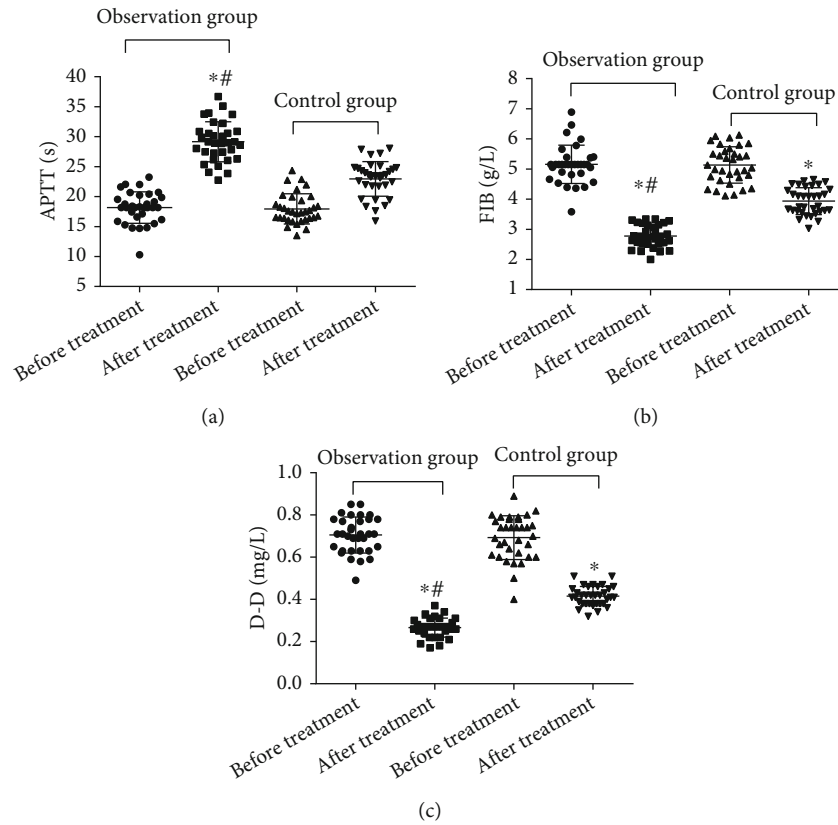 Observation group
*#
Control group
40
35
30
25
20
15
10
5
APTT (s)
Before treatment
After treatment
Before treatment
After treatment
(a)
Observation group
Control group
*#
*
8
7
6
5
4
3
2
1
FIB (g/L)
Before treatment
After treatment
Before treatment
After treatment
(b)
Observation group
Control group
*#
*
1.0
0.8
0.6
0.4
0.2
0.0
D-D (mg/L)
Before treatment
After treatment
Before treatment
After treatment
(c)